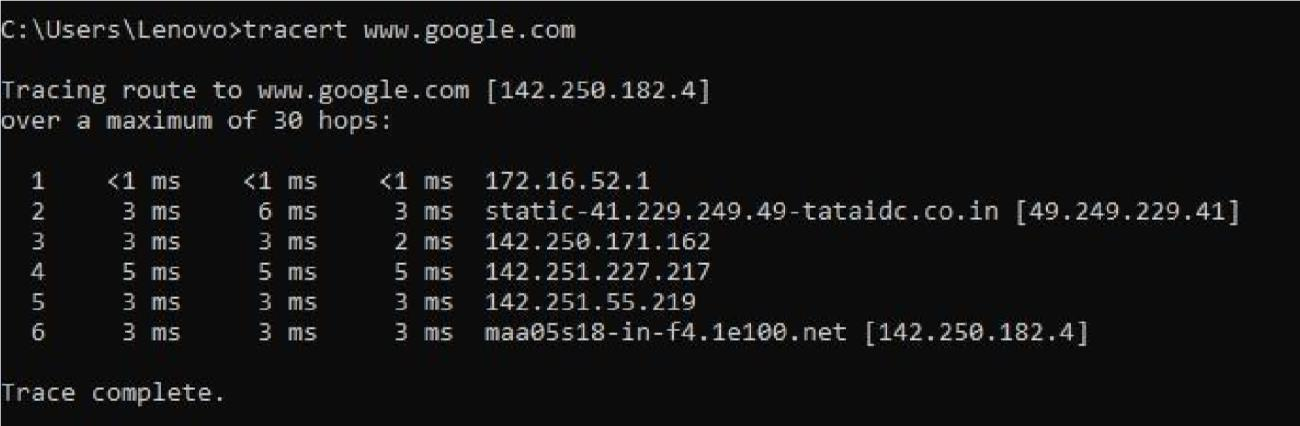 C:\Users\Lenovo>tracert www.google.com
Tracing route to www.google.com [142.250.182.4]
over a maximum of 30 hops:
1 <1 ms <1 ms <1 ms 172.16.52.1
2 3 ms 6 ms 3 ms static-41.229.249.49-tataidc.co.in [49.249.229.41]
3 3 ms 3 ms 2 ms 142.250.171.162
4 5 ms 5 ms 5 ms 142.251.227.217
5 3 ms 3 ms 3 ms 142.251.55.219
6 3 ms 3 ms 3 ms maa05s18-in-f4.1e100.net [142.250.182.4]
Trace complete.